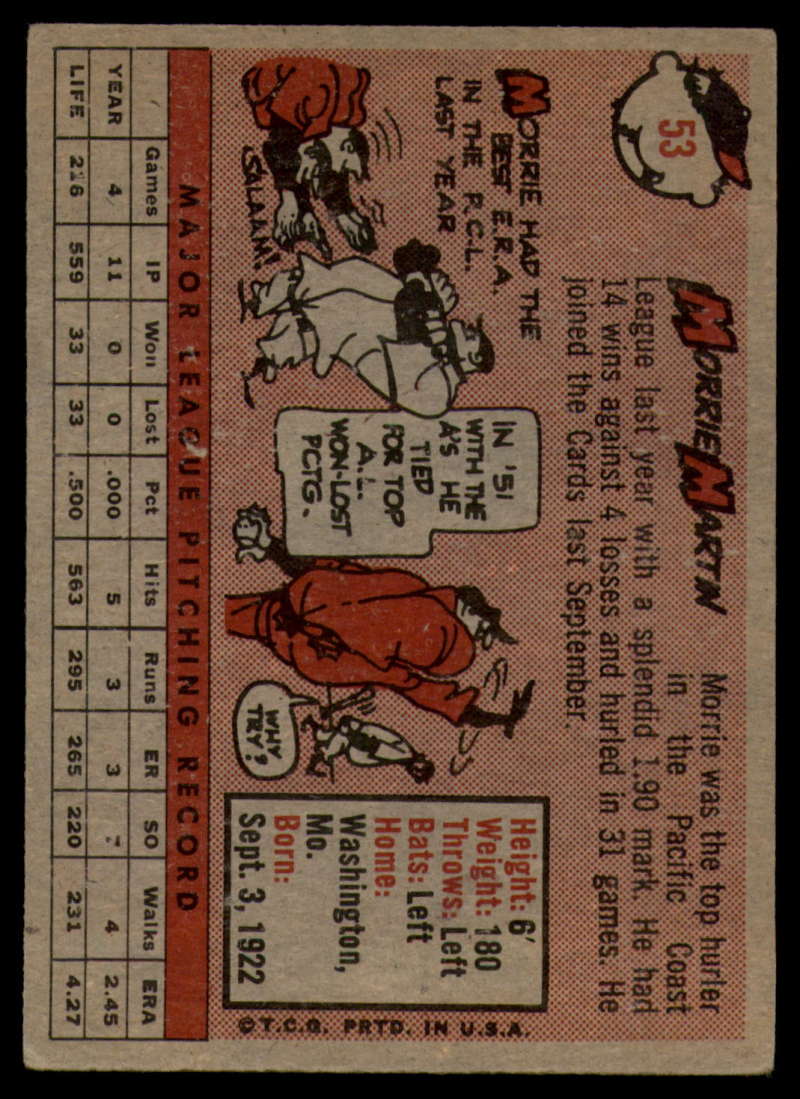 53
MORRIE MARTIN
Morrie was the top hurler
in the Pacific Coast
League last year with a splendid 1.90 mark. He had
14 wins against 4 losses and hurled in 31 games. He
joined the Cards last September.
MORRIE HAD THE
BEST E.R.A.
IN THE P.C.L.
LAST YEAR
SALAAM!
IN '51
WITH THE
A'S HE
TIED
FOR TOP
A.L.
WON-LOST
PCTG.
WHY
TRY?
Height: 6'
Weight: 180
Throws: Left
Bats: Left
Home:
Washington,
Mo.
Born:
Sept. 3, 1922
©T.C.G. PRTD. IN U.S.A.
MAJOR LEAGUE PITCHING RECORD
Games IP Won Lost Pct Hits Runs ER SO Walks ERA
YEAR 4 11 0 0 .000 5 3 3 4 2.45
LIFE 216 559 33 33 .500 563 295 265 220 231 4.27